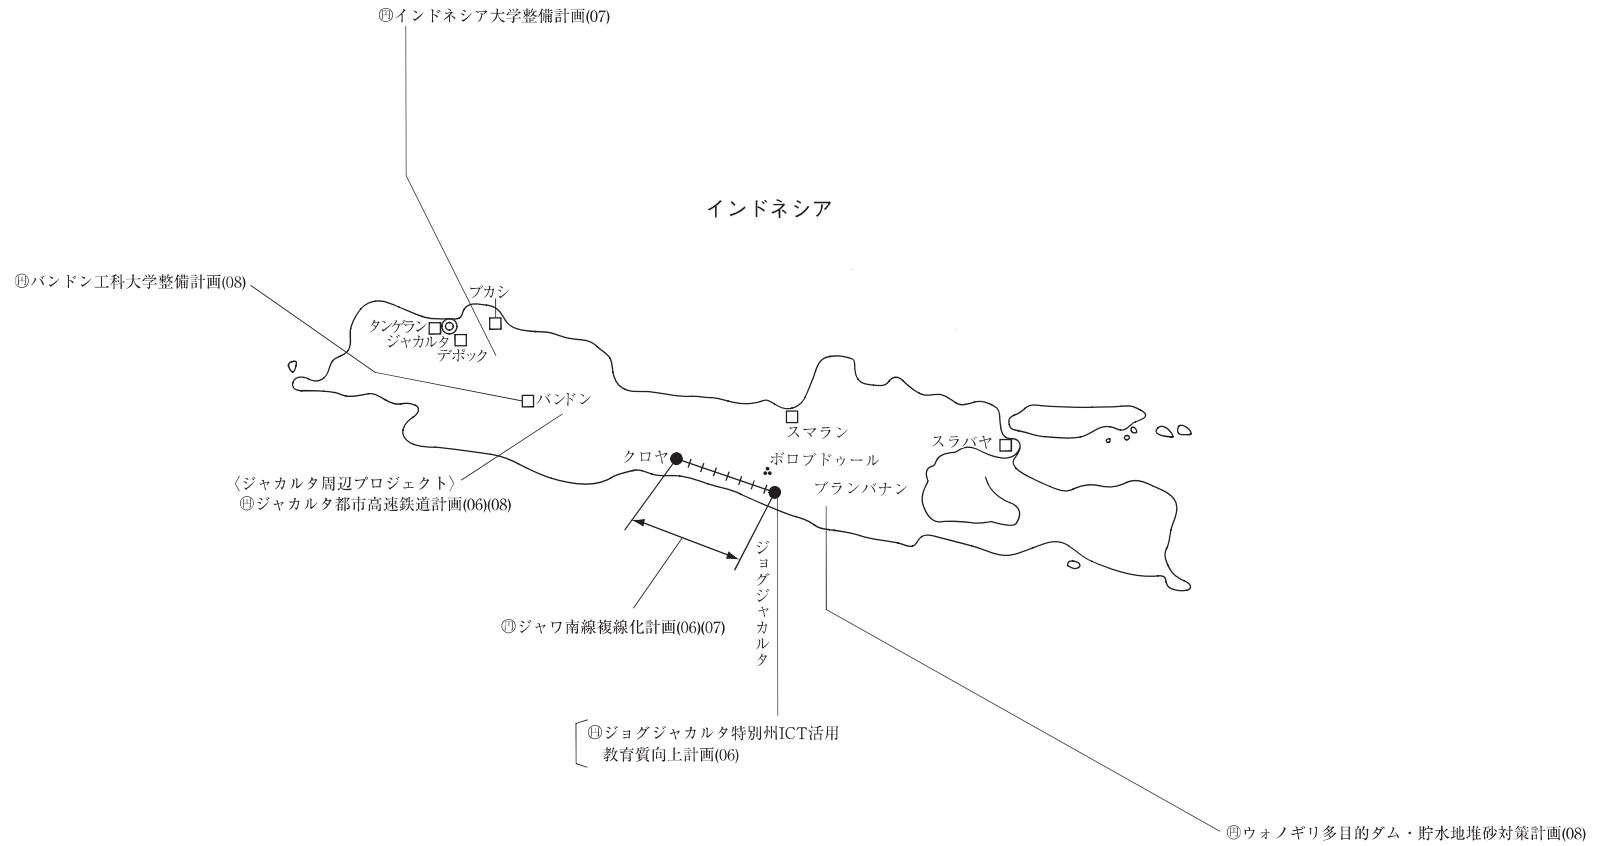 ㊐インドネシア大学整備計画(07)
インドネシア
㊐バンドン工科大学整備計画(08)
ブカシ
タンゲラン
ジャカルタ
デポック
バンドン
スマラン
スラバヤ
クロヤ
ボロブドゥール
〈ジャカルタ周辺プロジェクト〉
プランバナン
㊐ジャカルタ都市高速鉄道計画(06)(08)
ジョグジャカルタ
㊐ジャワ南線複線化計画(06)(07)
㊐ジョグジャカルタ特別州ICT活用
教育質向上計画(06)
㊐ウォノギリ多目的ダム・貯水地堆砂対策計画(08)